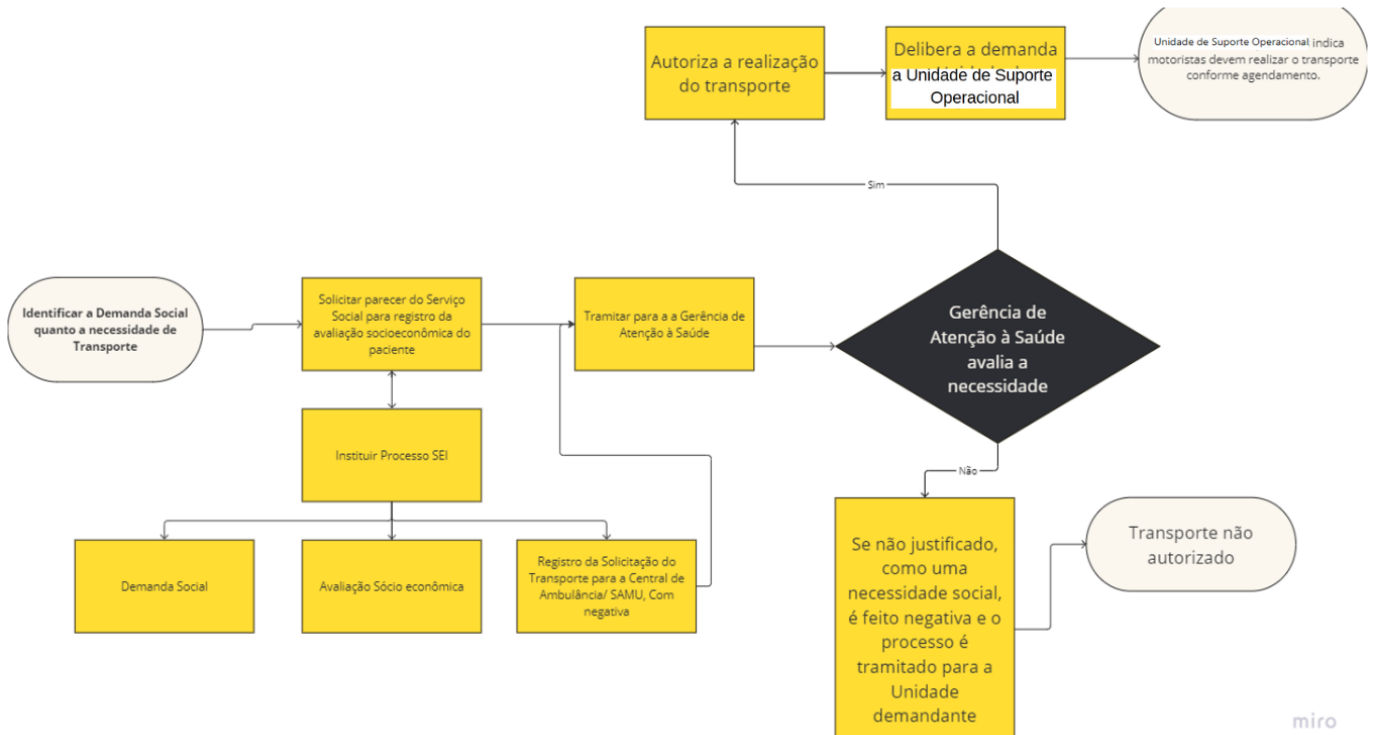 Autoriza a realização
do transporte
Delibera a demanda
a Unidade de Suporte
Operacional
Unidade de Suporte Operacional indica
motoristas devem realizar o transporte
conforme agendamento.
Sim
Identificar a Demanda Social
quanto a necessidade de
Transporte
Solicitar parecer do Serviço
Social para registro da
avaliação socioeconômica do
paciente
Tramitar para a a Gerência de
Atenção à Saúde
Gerência de
Atenção à Saúde
avalia a
necessidade
Instituir Processo SEI
Não
Demanda Social
Avaliação Sócio econômica
Registro da Solicitação do
Transporte para a Central de
Ambulância/ SAMU, Com
negativa
Se não justificado,
como uma
necessidade social,
é feito negativa e o
processo é
tramitado para a
Unidade
demandante
Transporte não
autorizado
miro